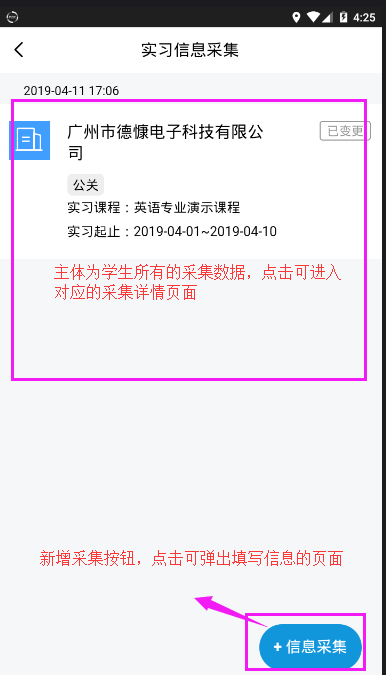 4:25
实习信息采集
2019-04-11 17:06
广州市德慷电子科技有限公
司
已变更
公关
实习课程：英语专业演示课程
实习起止：2019-04-01~2019-04-10
主体为学生所有的采集数据，点击可进入
对应的采集详情页面
新增采集按钮，点击可弹出填写信息的页面
+ 信息采集